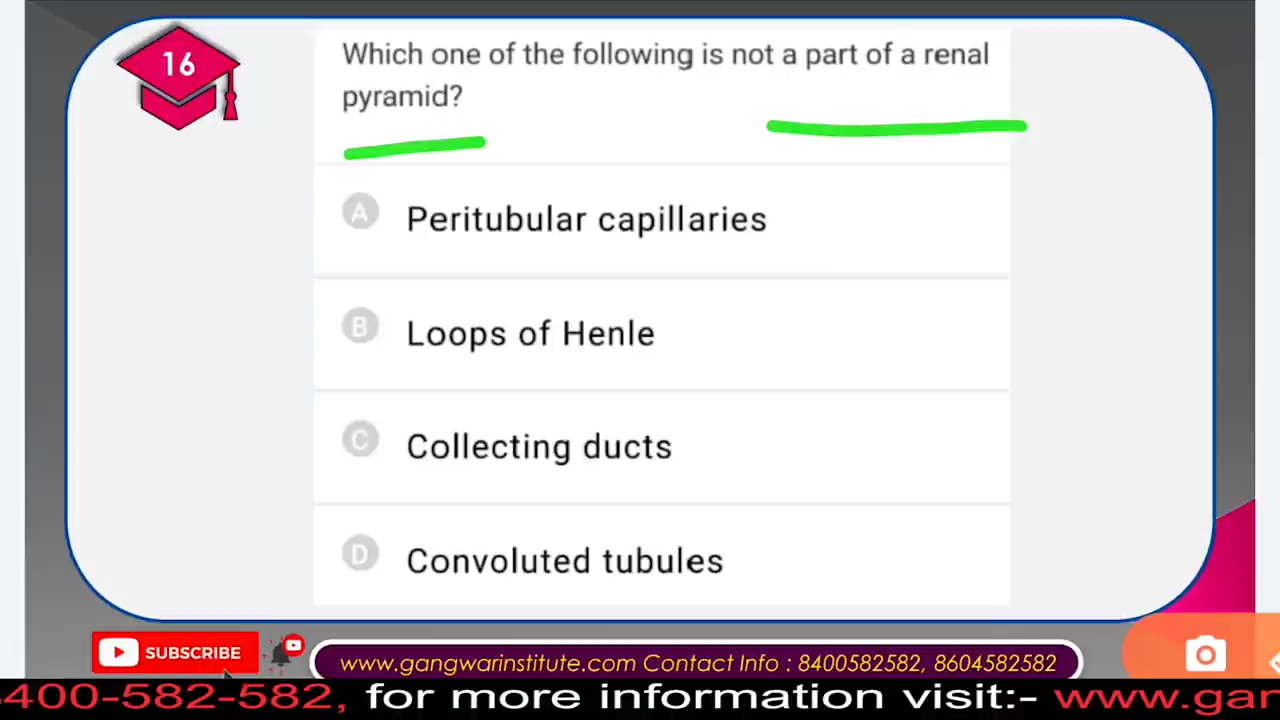 16
Which one of the following is not a part of a renal
pyramid?
A
Peritubular capillaries
B
Loops of Henle
C
Collecting ducts
D
Convoluted tubules
SUBSCRIBE
www.gangwarinstitute.com Contact Info : 8400582582, 8604582582
400-582-582, for more information visit:- www.gan